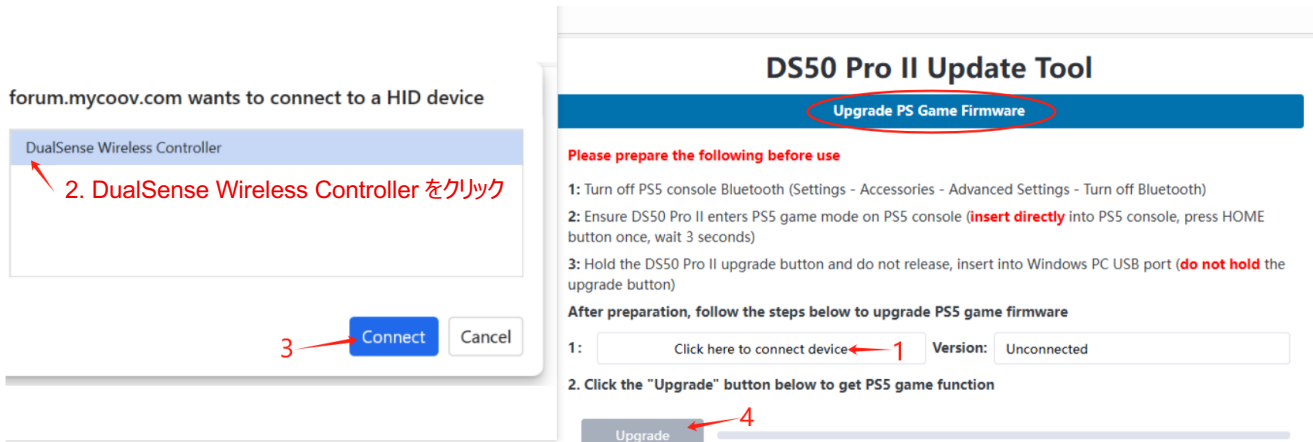 forum.mycoov.com wants to connect to a HID device
DualSense Wireless Controller
2. DualSense Wireless Controller をクリック
3
Connect
Cancel
DS50 Pro II Update Tool
Upgrade PS Game Firmware
Please prepare the following before use
1: Turn off PS5 console Bluetooth (Settings - Accessories - Advanced Settings - Turn off Bluetooth)
2: Ensure DS50 Pro II enters PS5 game mode on PS5 console (insert directly into PS5 console, press HOME
button once, wait 3 seconds)
3: Hold the DS50 Pro II upgrade button and do not release, insert into Windows PC USB port (do not hold the
upgrade button)
After preparation, follow the steps below to upgrade PS5 game firmware
1:
Click here to connect device
1
Version:
Unconnected
2. Click the "Upgrade" button below to get PS5 game function
Upgrade
4